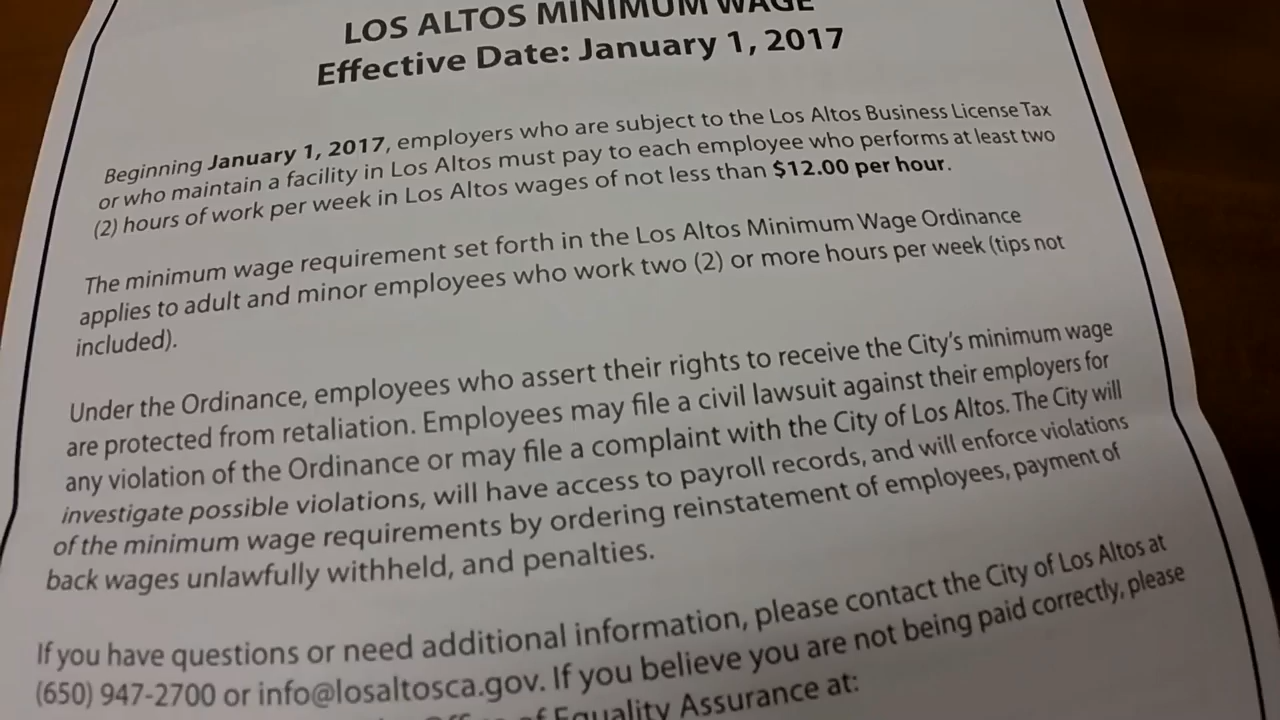 LOS ALTOS MINIMUM WAGE
Effective Date: January 1, 2017
Beginning January 1, 2017, employers who are subject to the Los Altos Business License Tax
or who maintain a facility in Los Altos must pay to each employee who performs at least two
(2) hours of work per week in Los Altos wages of not less than $12.00 per hour.
The minimum wage requirement set forth in the Los Altos Minimum Wage Ordinance
applies to adult and minor employees who work two (2) or more hours per week (tips not
included).
Under the Ordinance, employees who assert their rights to receive the City's minimum wage
are protected from retaliation. Employees may file a civil lawsuit against their employers for
any violation of the Ordinance or may file a complaint with the City of Los Altos. The City will
investigate possible violations, will have access to payroll records, and will enforce violations
of the minimum wage requirements by ordering reinstatement of employees, payment of
back wages unlawfully withheld, and penalties.
If you have questions or need additional information, please contact the City of Los Altos at
(650) 947-2700 or info@losaltosca.gov. If you believe you are not being paid correctly, please
of Equality Assurance at: